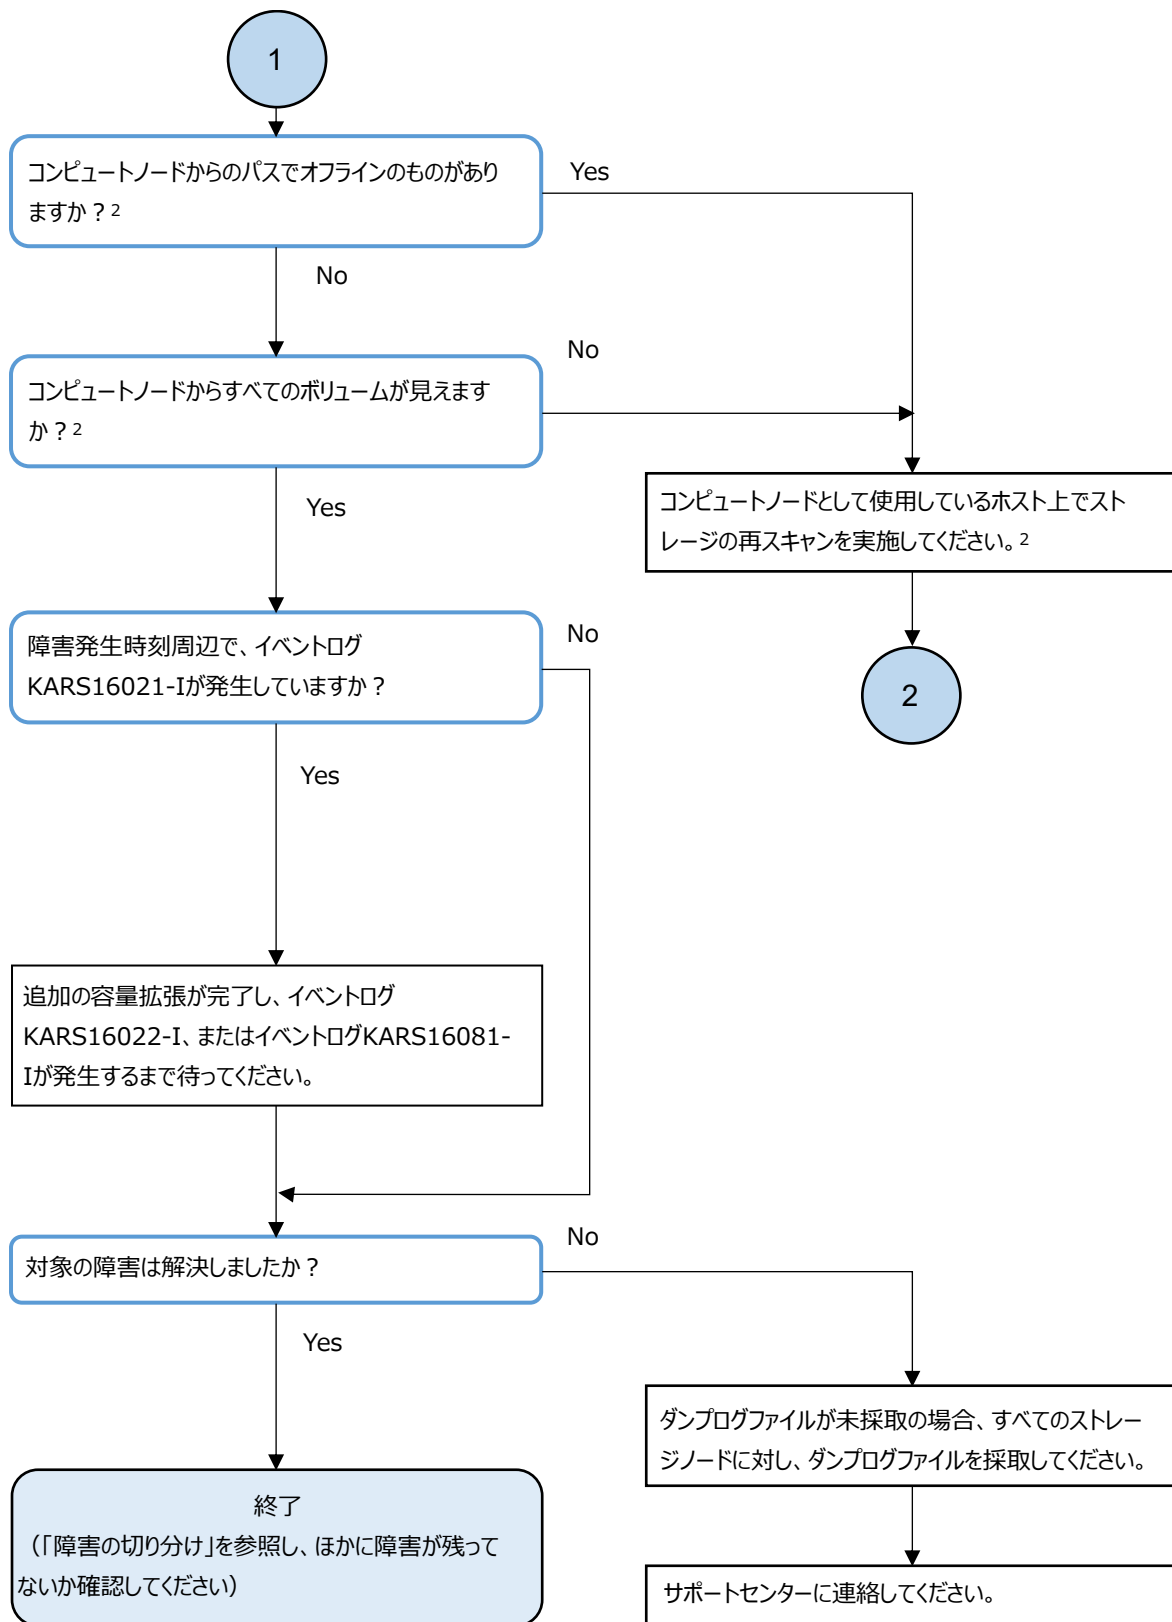 1
コンピュートノードからのパスでオフラインのものがあり
ますか？2
Yes
No
コンピュートノードからすべてのボリュームが見えます
か？2
No
Yes
コンピュートノードとして使用しているホスト上でスト
レージの再スキャンを実施してください。2
2
障害発生時刻周辺で、イベントログ
KARS16021-Iが発生していますか？
No
Yes
追加の容量拡張が完了し、イベントログ
KARS16022-I、またはイベントログKARS16081-
Iが発生するまで待ってください。
対象の障害は解決しましたか？
No
Yes
ダンプログファイルが未採取の場合、すべてのストレー
ジノードに対し、ダンプログファイルを採取してください。
終了
（「障害の切り分け」を参照し、ほかに障害が残って
ないか確認してください）
サポートセンターに連絡してください。